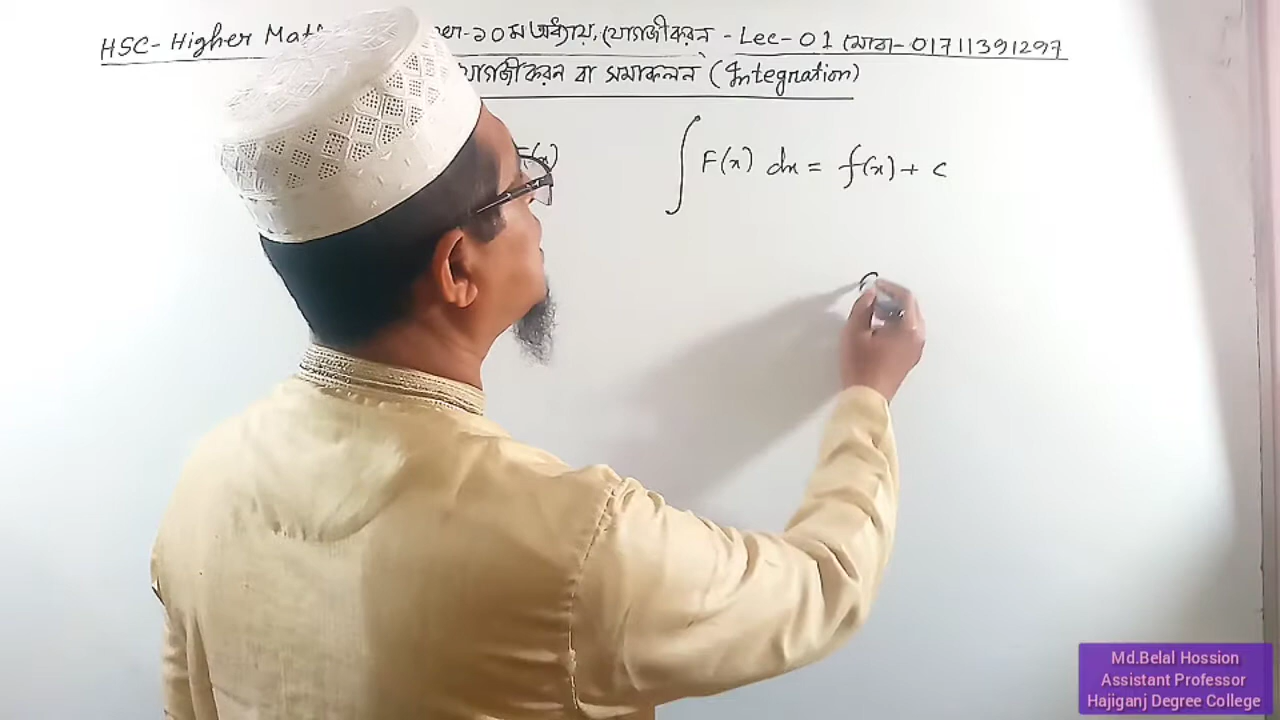 HSC- Higher Math -১০ম অধ্যায়, যোগজীকরন - Lec-01 মোবা- 01711391297
যোগজীকরন বা সমাকলন (Integration)
F(x) ∫ F(x) dx = f(x) + c
Md.Belal Hossion
Assistant Professor
Hajiganj Degree College